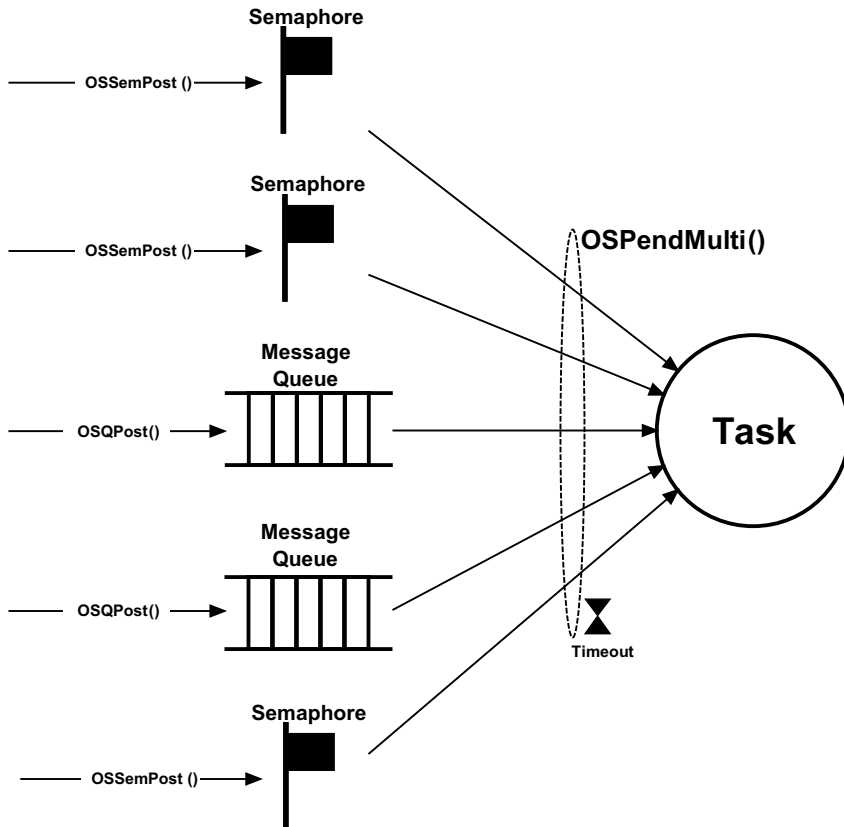 Semaphore
OSSemPost ()
Semaphore
OSSemPost ()
OSPendMulti()
Message
Queue
OSQPost()
Task
Message
Queue
OSQPost()
Timeout
Semaphore
OSSemPost ()